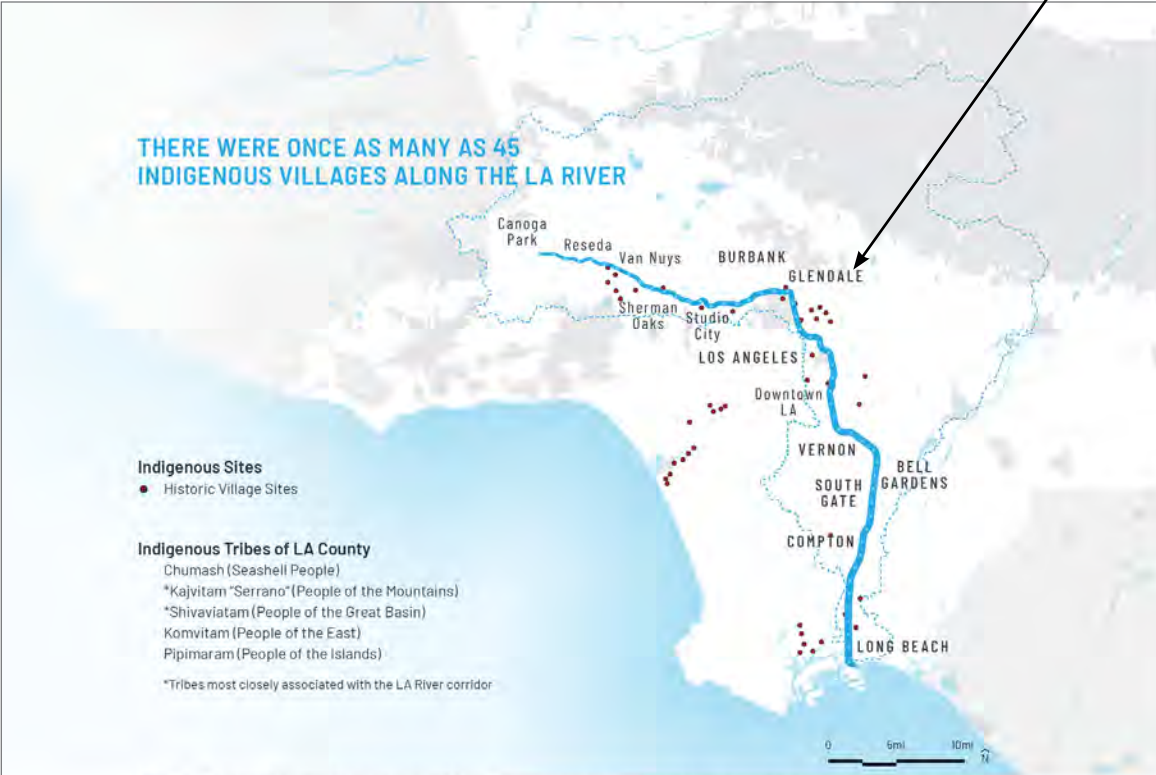 THERE WERE ONCE AS MANY AS 45
INDIGENOUS VILLAGES ALONG THE LA RIVER
Canoga
Park
Reseda
Van Nuys
BURBANK
GLENDALE
Sherman
Oaks
Studio
City
LOS ANGELES
Downtown
LA
VERNON
BELL
GARDENS
SOUTH
GATE
COMPTON
LONG BEACH
Indigenous Sites
Historic Village Sites
Indigenous Tribes of LA County
Chumash (Seashell People)
*Kajvitam "Serrano" (People of the Mountains)
*Shivaviatam (People of the Great Basin)
Komvitam (People of the East)
Pipimaram (People of the Islands)
*Tribes most closely associated with the LA River corridor
0 5mi 10mi N